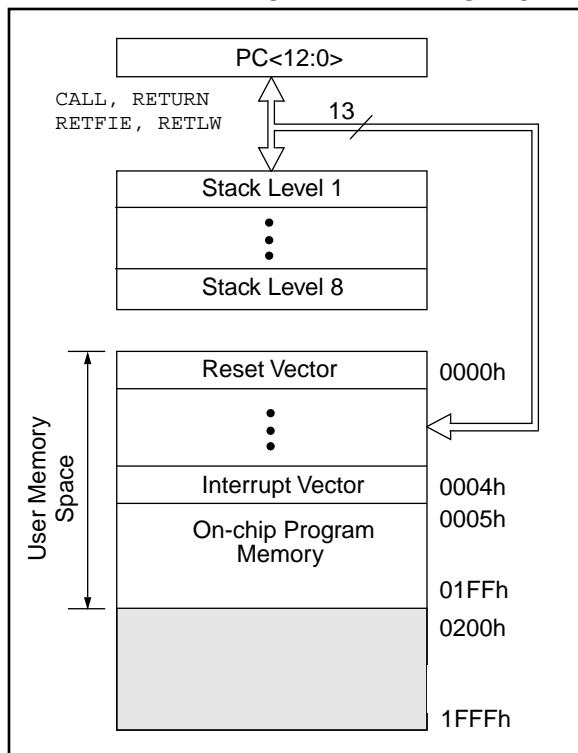 PC<12:0>
CALL, RETURN
RETFIE, RETLW
13
Stack Level 1
Stack Level 8
Reset Vector
0000h
Interrupt Vector
0004h
0005h
On-chip Program
Memory
01FFh
0200h
1FFFh
User Memory
Space